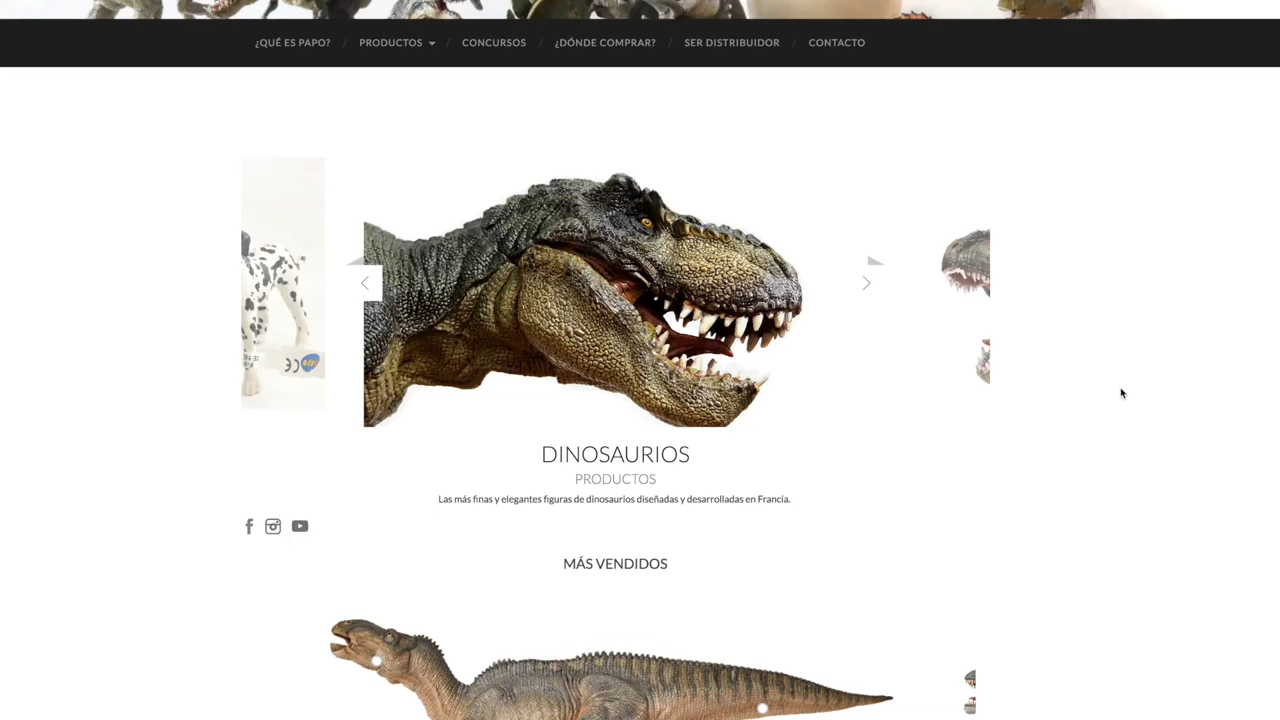 ¿QUÉ ES PAPO? / PRODUCTOS / CONCURSOS / ¿DÓNDE COMPRAR? / SER DISTRIBUIDOR / CONTACTO
CE
DINOSAURIOS
PRODUCTOS
Las más finas y elegantes figuras de dinosaurios diseñadas y desarrolladas en Francia.
MÁS VENDIDOS